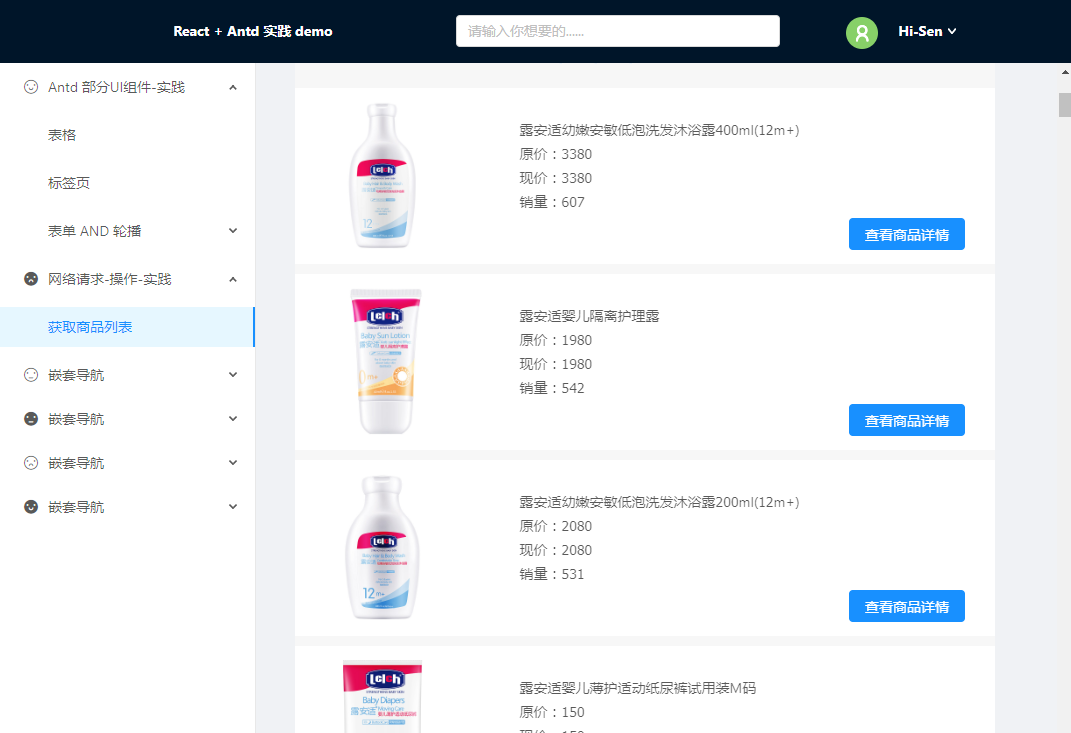 React + Antd 实践 demo
请输入你想要的......
Hi-Sen
Antd 部分UI组件-实践
表格
标签页
表单 AND 轮播
网络请求-操作-实践
获取商品列表
嵌套导航
嵌套导航
嵌套导航
嵌套导航
露安适幼嫩安敏低泡洗发沐浴露400ml(12m+)
原价：3380
现价：3380
销量：607
查看商品详情
12
露安适婴儿隔离护理露
原价：1980
现价：1980
销量：542
查看商品详情
Baby Sun Lotion
露安适
露安适幼嫩安敏低泡洗发沐浴露200ml(12m+)
原价：2080
现价：2080
销量：531
查看商品详情
12
露安适婴儿薄护适动纸尿裤试用装M码
原价：150
现价：150
Baby Diapers
Moving Care
露安适